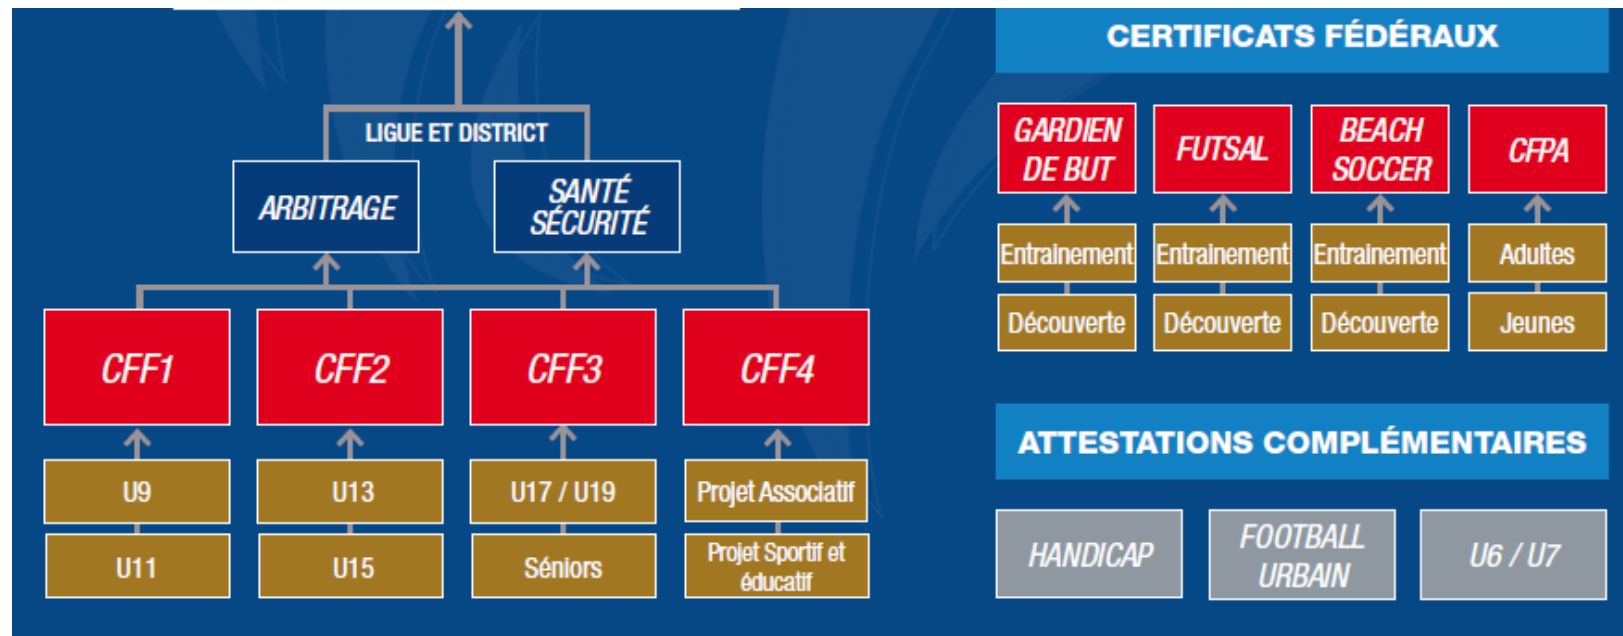 LIGUE ET DISTRICT
ARBITRAGE
SANTÉ
SÉCURITÉ
CFF1
CFF2
CFF3
CFF4
U9
U13
U17 / U19
Projet Associatif
U11
U15
Séniors
Projet Sportif et
éducatif
CERTIFICATS FÉDÉRAUX
GARDIEN
DE BUT
FUTSAL
BEACH
SOCCER
CFPA
Entrainement
Entrainement
Entrainement
Adultes
Découverte
Découverte
Découverte
Jeunes
ATTESTATIONS COMPLÉMENTAIRES
HANDICAP
FOOTBALL
URBAIN
U6 / U7